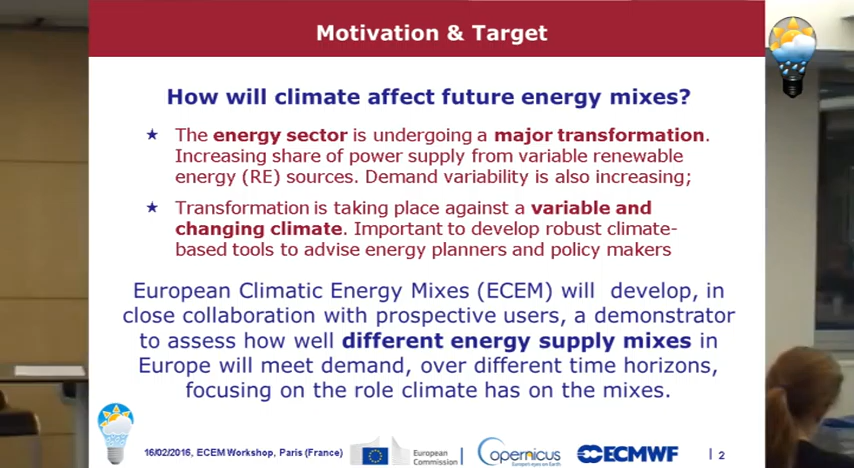 Motivation & Target
How will climate affect future energy mixes?
★ The energy sector is undergoing a major transformation.
Increasing share of power supply from variable renewable
energy (RE) sources. Demand variability is also increasing;
★ Transformation is taking place against a variable and
changing climate. Important to develop robust climate-
based tools to advise energy planners and policy makers
European Climatic Energy Mixes (ECEM) will develop, in
close collaboration with prospective users, a demonstrator
to assess how well different energy supply mixes in
Europe will meet demand, over different time horizons,
focusing on the role climate has on the mixes.
16/02/2016, ECEM Workshop, Paris (France)
European
Commission
opernicus
Europe's eyes on Earth
ECMWF
2